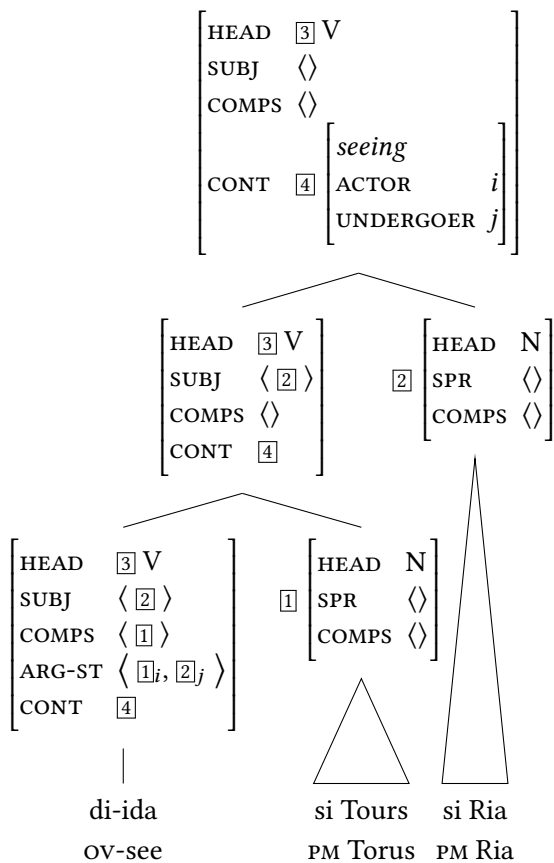 HEAD 3 V
SUBJ ⟨⟩
COMPS ⟨⟩
seeing
CONT 4 ACTOR i
UNDERGOER j
HEAD 3 V
SUBJ ⟨ 2 ⟩
COMPS ⟨⟩
CONT 4
2
HEAD N
SPR ⟨⟩
COMPS ⟨⟩
HEAD 3 V
SUBJ ⟨ 2 ⟩
COMPS ⟨ 1 ⟩
ARG-ST ⟨ 1i, 2j ⟩
CONT 4
1
HEAD N
SPR ⟨⟩
COMPS ⟨⟩
di-ida si Tours si Ria
OV-see PM Torus PM Ria